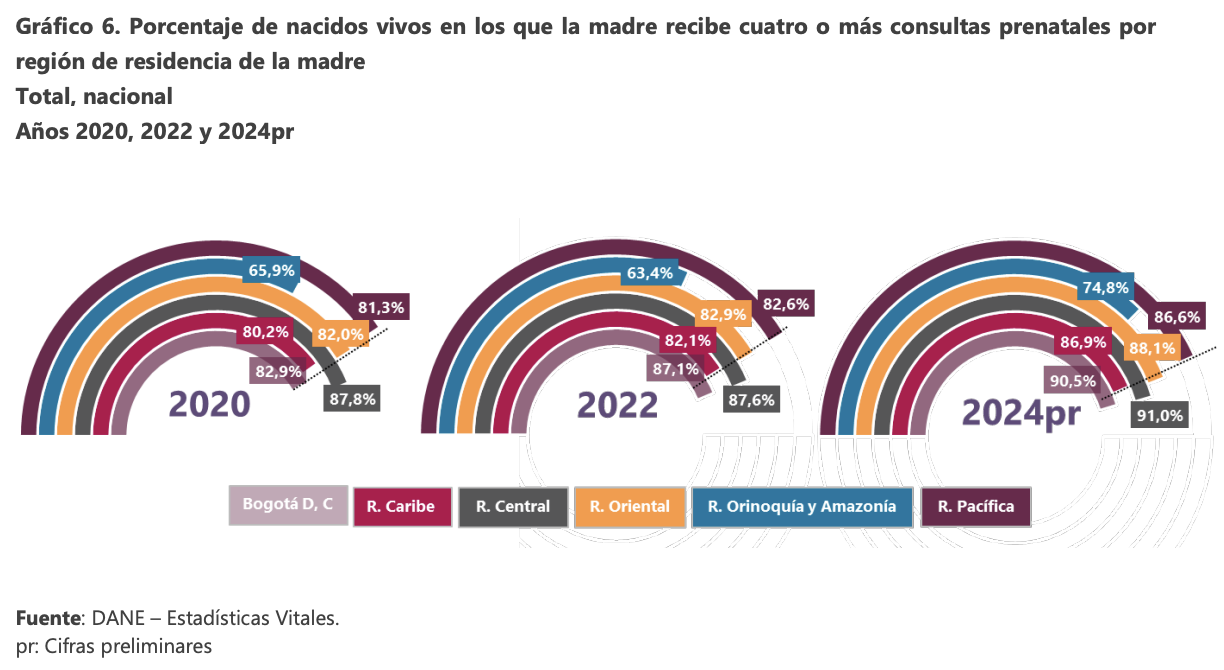 Gráfico 6. Porcentaje de nacidos vivos en los que la madre recibe cuatro o más consultas prenatales por
región de residencia de la madre
Total, nacional
Años 2020, 2022 y 2024pr
65,9%
81,3%
80,2%
82,0%
82,9%
87,8%
2020
63,4%
82,6%
82,9%
82,1%
87,1%
87,6%
2022
74,8%
86,6%
86,9%
88,1%
90,5%
91,0%
2024pr
Bogotá D, C
R. Caribe
R. Central
R. Oriental
R. Orinoquía y Amazonía
R. Pacífica
Fuente: DANE – Estadísticas Vitales.
pr: Cifras preliminares